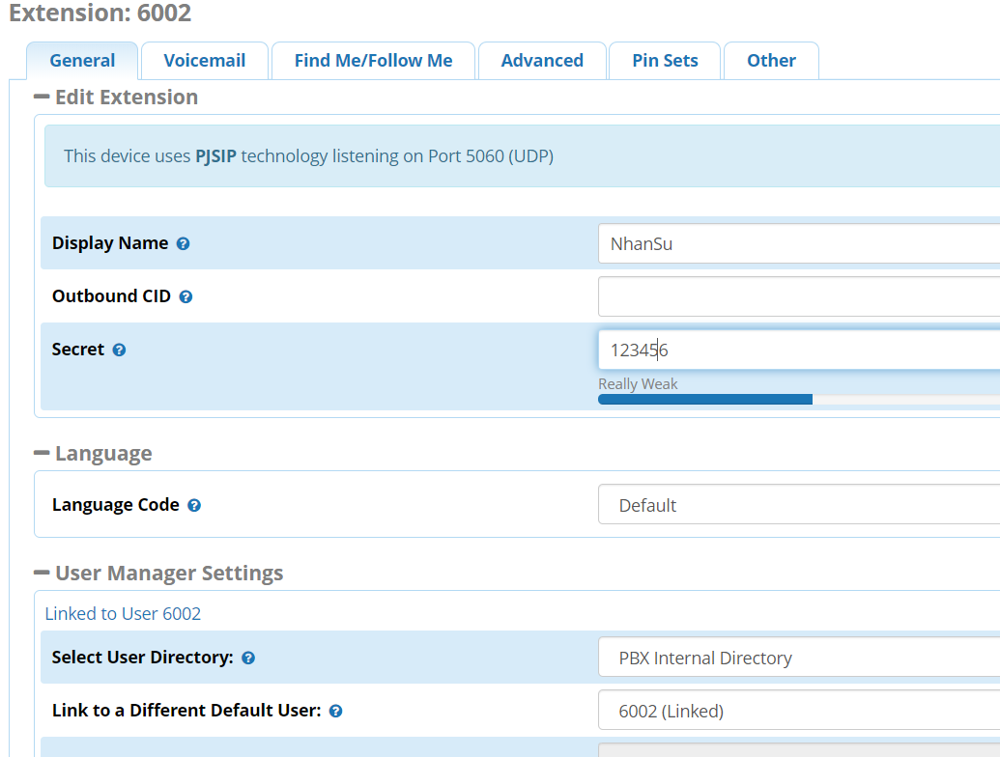 Extension: 6002
General Voicemail Find Me/Follow Me Advanced Pin Sets Other
Edit Extension
This device uses PJSIP technology listening on Port 5060 (UDP)
Display Name NhanSu
Outbound CID
Secret 123456
Really Weak
Language
Language Code Default
User Manager Settings
Linked to User 6002
Select User Directory: PBX Internal Directory
Link to a Different Default User: 6002 (Linked)